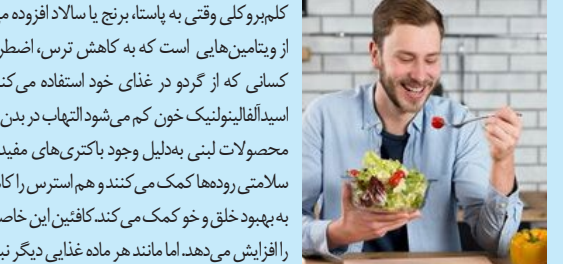 کلم‌بروکلی وقتی به پاستا، برنج یا سالاد افزوده
از ویتامین‌هایی است که به کاهش ترس،
کسانی که از گردو در غذای خود استفاده
اسیدآلفالینولنیک خون کم می‌شود التهاب در بدن
محصولات لبنی به‌دلیل وجود باکتری‌های مفید
سلامتی روده‌ها کمک می‌کنند و هم استرس را
به بهبود خلق و خو کمک می‌کند. کافئین این
را افزایش می‌دهد. اما مانند هر ماده غذایی دیگر